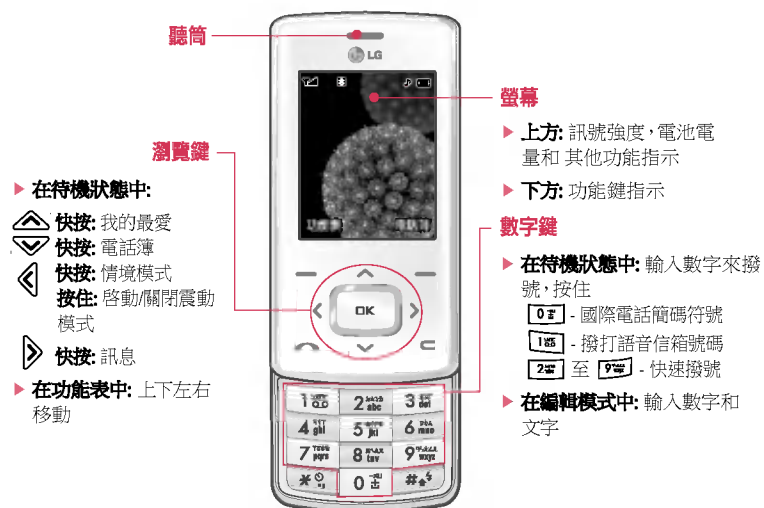 聽筒
LG
螢幕
▶ 上方: 訊號強度，電池電
量和 其他功能指示
▶ 下方: 功能鍵指示
瀏覽鍵
▶ 在待機狀態中:
快按: 我的最愛
快按: 電話簿
快按: 情境模式
按住: 啓動/關閉震動
模式
快按: 訊息
▶ 在功能表中: 上下左右
移動
數字鍵
▶ 在待機狀態中: 輸入數字來撥
號，按住
0 - 國際電話簡碼符號
1 - 撥打語音信箱號碼
2 至 9 - 快速撥號
▶ 在編輯模式中: 輸入數字和
文字
OK
1 2 abc 3 def
4 ghi 5 jkl 6 mno
7 pqrs 8 tuv 9 wxyz
* 0 #